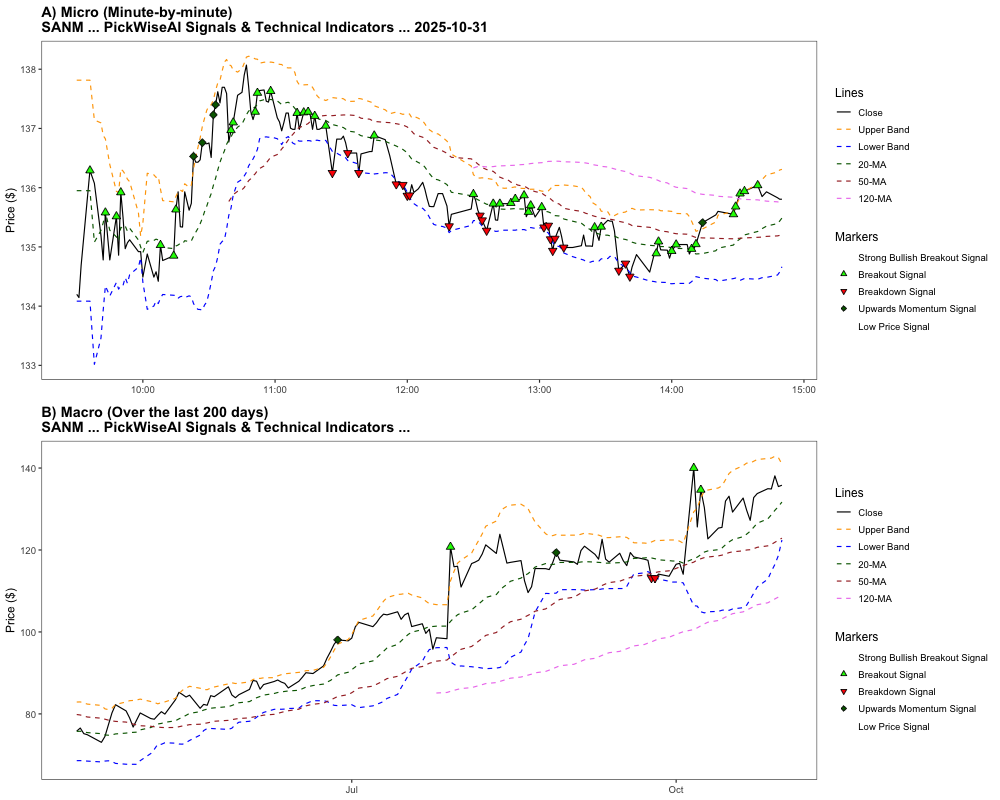 A) Micro (Minute-by-minute)
SANM ... PickWiseAI Signals & Technical Indicators ... 2025-10-31
Price ($)
138
137
136
135
134
133
10:00
11:00
12:00
13:00
14:00
15:00
Lines
Close
Upper Band
Lower Band
20-MA
50-MA
120-MA
Markers
Strong Bullish Breakout Signal
Breakout Signal
Breakdown Signal
Upwards Momentum Signal
Low Price Signal
B) Macro (Over the last 200 days)
SANM ... PickWiseAI Signals & Technical Indicators ...
Price ($)
140
120
100
80
Jul
Oct
Lines
Close
Upper Band
Lower Band
20-MA
50-MA
120-MA
Markers
Strong Bullish Breakout Signal
Breakout Signal
Breakdown Signal
Upwards Momentum Signal
Low Price Signal